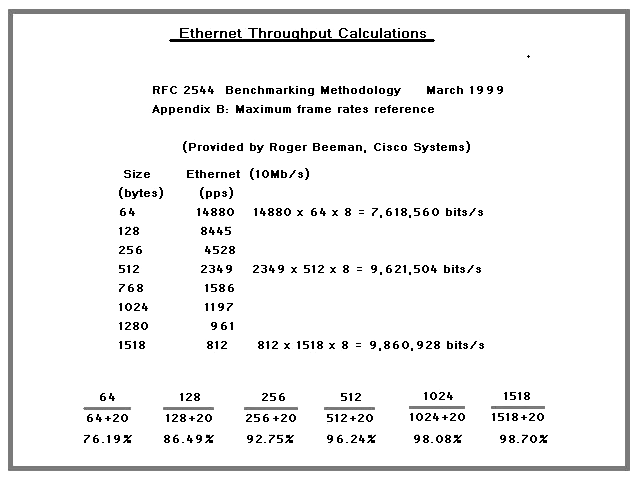 Ethernet Throughput Calculations
RFC 2544 Benchmarking Methodology March 1999
Appendix B: Maximum frame rates reference
(Provided by Roger Beeman, Cisco Systems)
Size Ethernet (10Mb/s)
(bytes) (pps)
64 14880 14880 x 64 x 8 = 7,618,560 bits/s
128 8445
256 4528
512 2349 2349 x 512 x 8 = 9,621,504 bits/s
768 1586
1024 1197
1280 961
1518 812 812 x 1518 x 8 = 9,860,928 bits/s
64 128 256 512 1024 1518
64+20 128+20 256+20 512+20 1024+20 1518+20
76.19% 86.49% 92.75% 96.24% 98.08% 98.70%